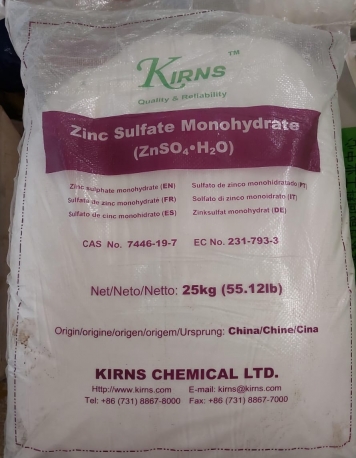 KIRNS™
Quality & Reliability
Zinc Sulfate Monohydrate
(ZnSO₄•H₂O)
Zinc sulphate monohydrate (EN) Sulfato de zinco monohidratado (PT)
Sulfate de zinc monohydraté (FR) Solfato di zinco monoidrato (IT)
Sulfato de cinc monohidrato (ES) Zinksulfat monohydrat (DE)
CAS No. 7446-19-7 EC No. 231-793-3
Net/Neto/Netto: 25kg (55.12lb)
Origin/origine/origen/origem/Ursprung: China/Chine/Cina
KIRNS CHEMICAL LTD.
Http://www.kirns.com E-mail: kirns@kirns.com
Tel: +86 (731) 8867-8000 Fax: +86 (731) 8867-7000